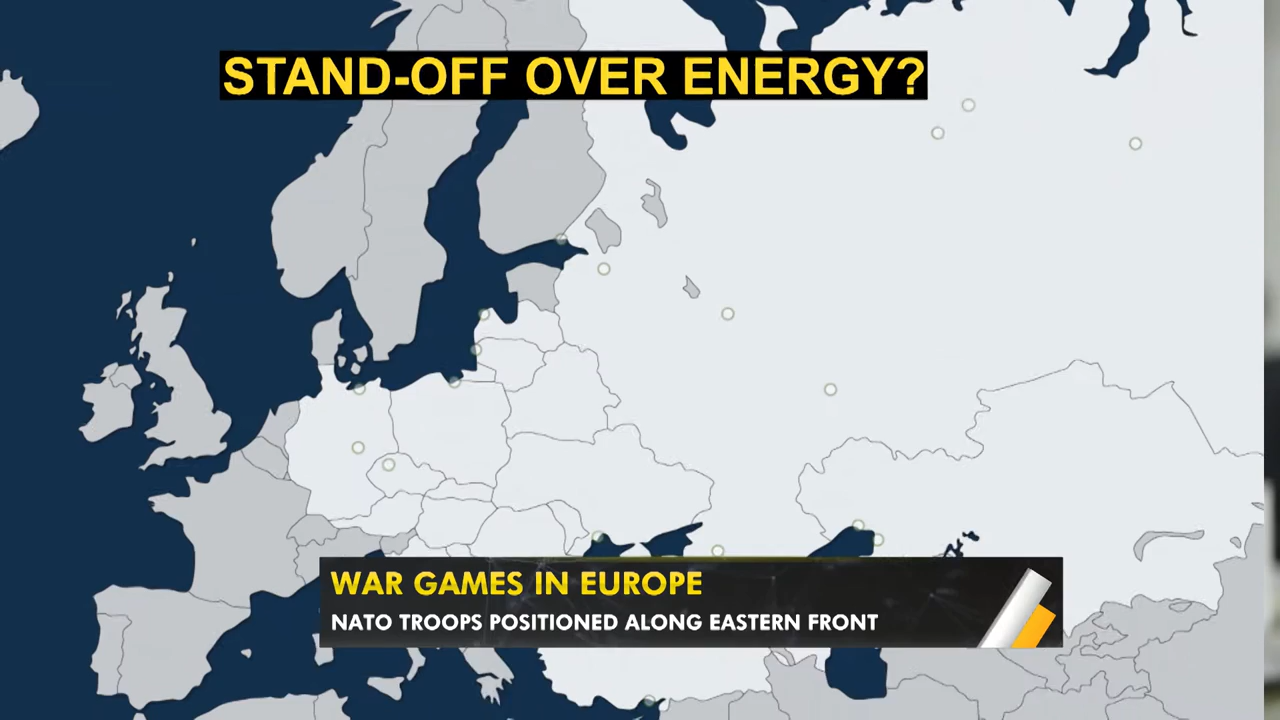 STAND-OFF OVER ENERGY?
WAR GAMES IN EUROPE
NATO TROOPS POSITIONED ALONG EASTERN FRONT